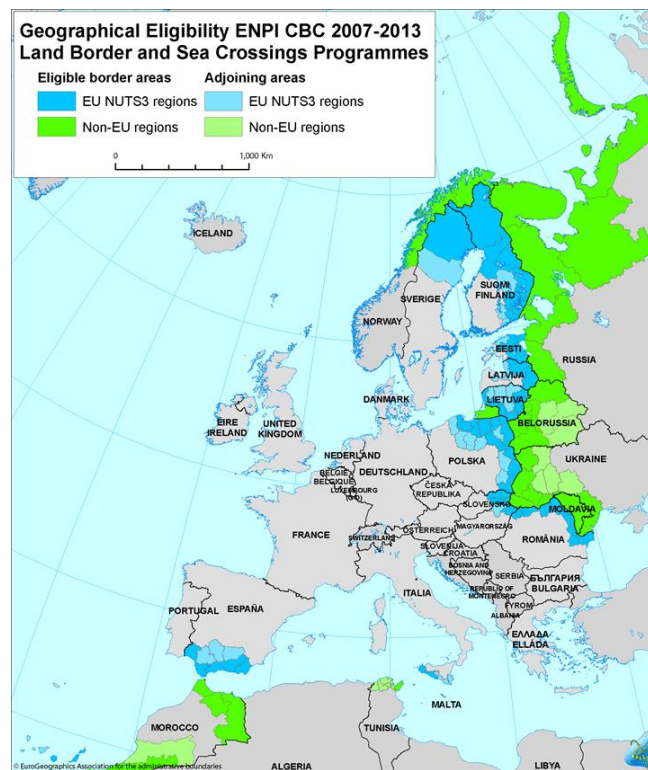 Geographical Eligibility ENPI CBC 2007-2013
Land Border and Sea Crossings Programmes
Eligible border areas
Adjoining areas
EU NUTS3 regions
EU NUTS3 regions
Non-EU regions
Non-EU regions
0
1,000 Km
ICELAND
SUOMI
FINLAND
SVERIGE
NORWAY
RUSSIA
EESTI
LATVIJA
LIETUVA
DANMARK
BELORUSSIA
EIRE
IRELAND
UNITED
KINGDOM
NEDERLAND
POLSKA
UKRAINE
BELGIE
BELGIQUE
DEUTSCHLAND
LUXEMBOURG
ČESKÁ
REPUBLIKA
SLOVENSKO
MOLDAVIA
FRANCE
SWITZERLAND
ÖSTERREICH
MAGYARORSZÁG
ROMÂNIA
SLOVENIJA
CROATIA
BOSNIA AND
HERZEGOVINA
SERBIA
БЪЛГАРИЯ
BULGARIA
ITALIA
REPUBLIC OF
MONTENEGRO
FYROM
ALBANIA
PORTUGAL
ESPAÑA
ΕΛΛΑΔΑ
ELLÁDA
MALTA
MOROCCO
TUNISIA
ALGERIA
LIBYA
EGYPT
© EuroGeographics Association for the administrative boundaries